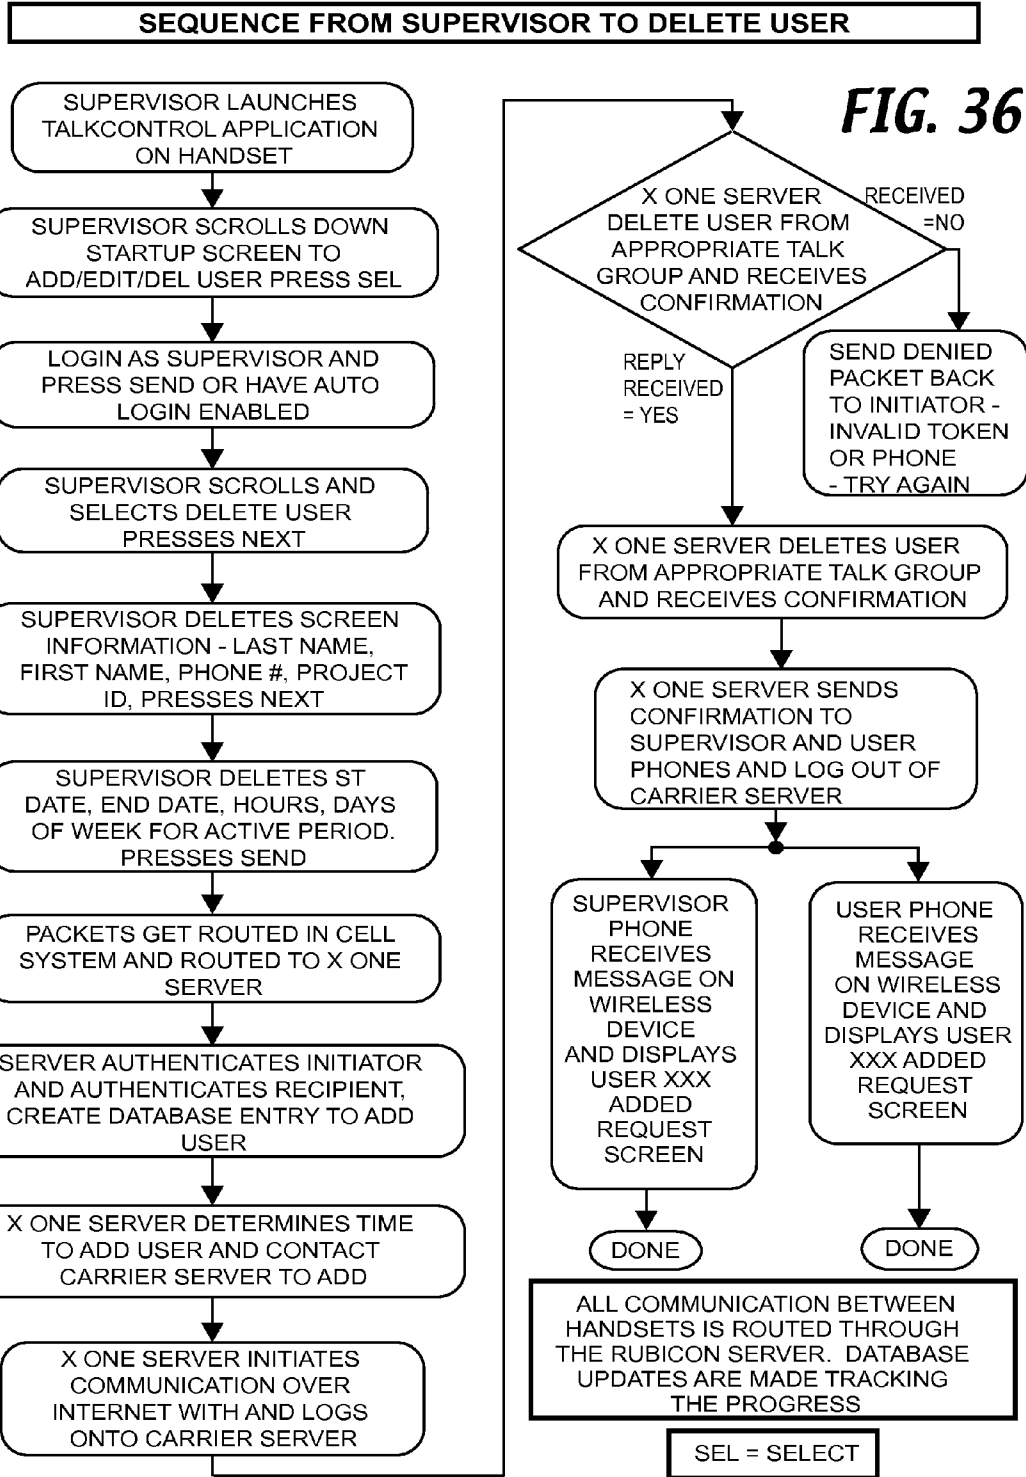 SEQUENCE FROM SUPERVISOR TO DELETE USER
FIG. 36
SUPERVISOR LAUNCHES
TALKCONTROL APPLICATION
ON HANDSET
SUPERVISOR SCROLLS DOWN
STARTUP SCREEN TO
ADD/EDIT/DEL USER PRESS SEL
LOGIN AS SUPERVISOR AND
PRESS SEND OR HAVE AUTO
LOGIN ENABLED
SUPERVISOR SCROLLS AND
SELECTS DELETE USER
PRESSES NEXT
SUPERVISOR DELETES SCREEN
INFORMATION - LAST NAME,
FIRST NAME, PHONE #, PROJECT
ID, PRESSES NEXT
SUPERVISOR DELETES ST
DATE, END DATE, HOURS, DAYS
OF WEEK FOR ACTIVE PERIOD.
PRESSES SEND
PACKETS GET ROUTED IN CELL
SYSTEM AND ROUTED TO X ONE
SERVER
SERVER AUTHENTICATES INITIATOR
AND AUTHENTICATES RECIPIENT,
CREATE DATABASE ENTRY TO ADD
USER
X ONE SERVER DETERMINES TIME
TO ADD USER AND CONTACT
CARRIER SERVER TO ADD
X ONE SERVER INITIATES
COMMUNICATION OVER
INTERNET WITH AND LOGS
ONTO CARRIER SERVER
X ONE SERVER
DELETE USER FROM
APPROPRIATE TALK
GROUP AND RECEIVES
CONFIRMATION
RECEIVED
=NO
REPLY
RECEIVED
= YES
SEND DENIED
PACKET BACK
TO INITIATOR -
INVALID TOKEN
OR PHONE
- TRY AGAIN
X ONE SERVER DELETES USER
FROM APPROPRIATE TALK GROUP
AND RECEIVES CONFIRMATION
X ONE SERVER SENDS
CONFIRMATION TO
SUPERVISOR AND USER
PHONES AND LOG OUT OF
CARRIER SERVER
SUPERVISOR
PHONE
RECEIVES
MESSAGE ON
WIRELESS
DEVICE
AND DISPLAYS
USER XXX
ADDED
REQUEST
SCREEN
USER PHONE
RECEIVES
MESSAGE
ON WIRELESS
DEVICE AND
DISPLAYS USER
XXX ADDED
REQUEST
SCREEN
DONE
DONE
ALL COMMUNICATION BETWEEN
HANDSETS IS ROUTED THROUGH
THE RUBICON SERVER. DATABASE
UPDATES ARE MADE TRACKING
THE PROGRESS
SEL = SELECT